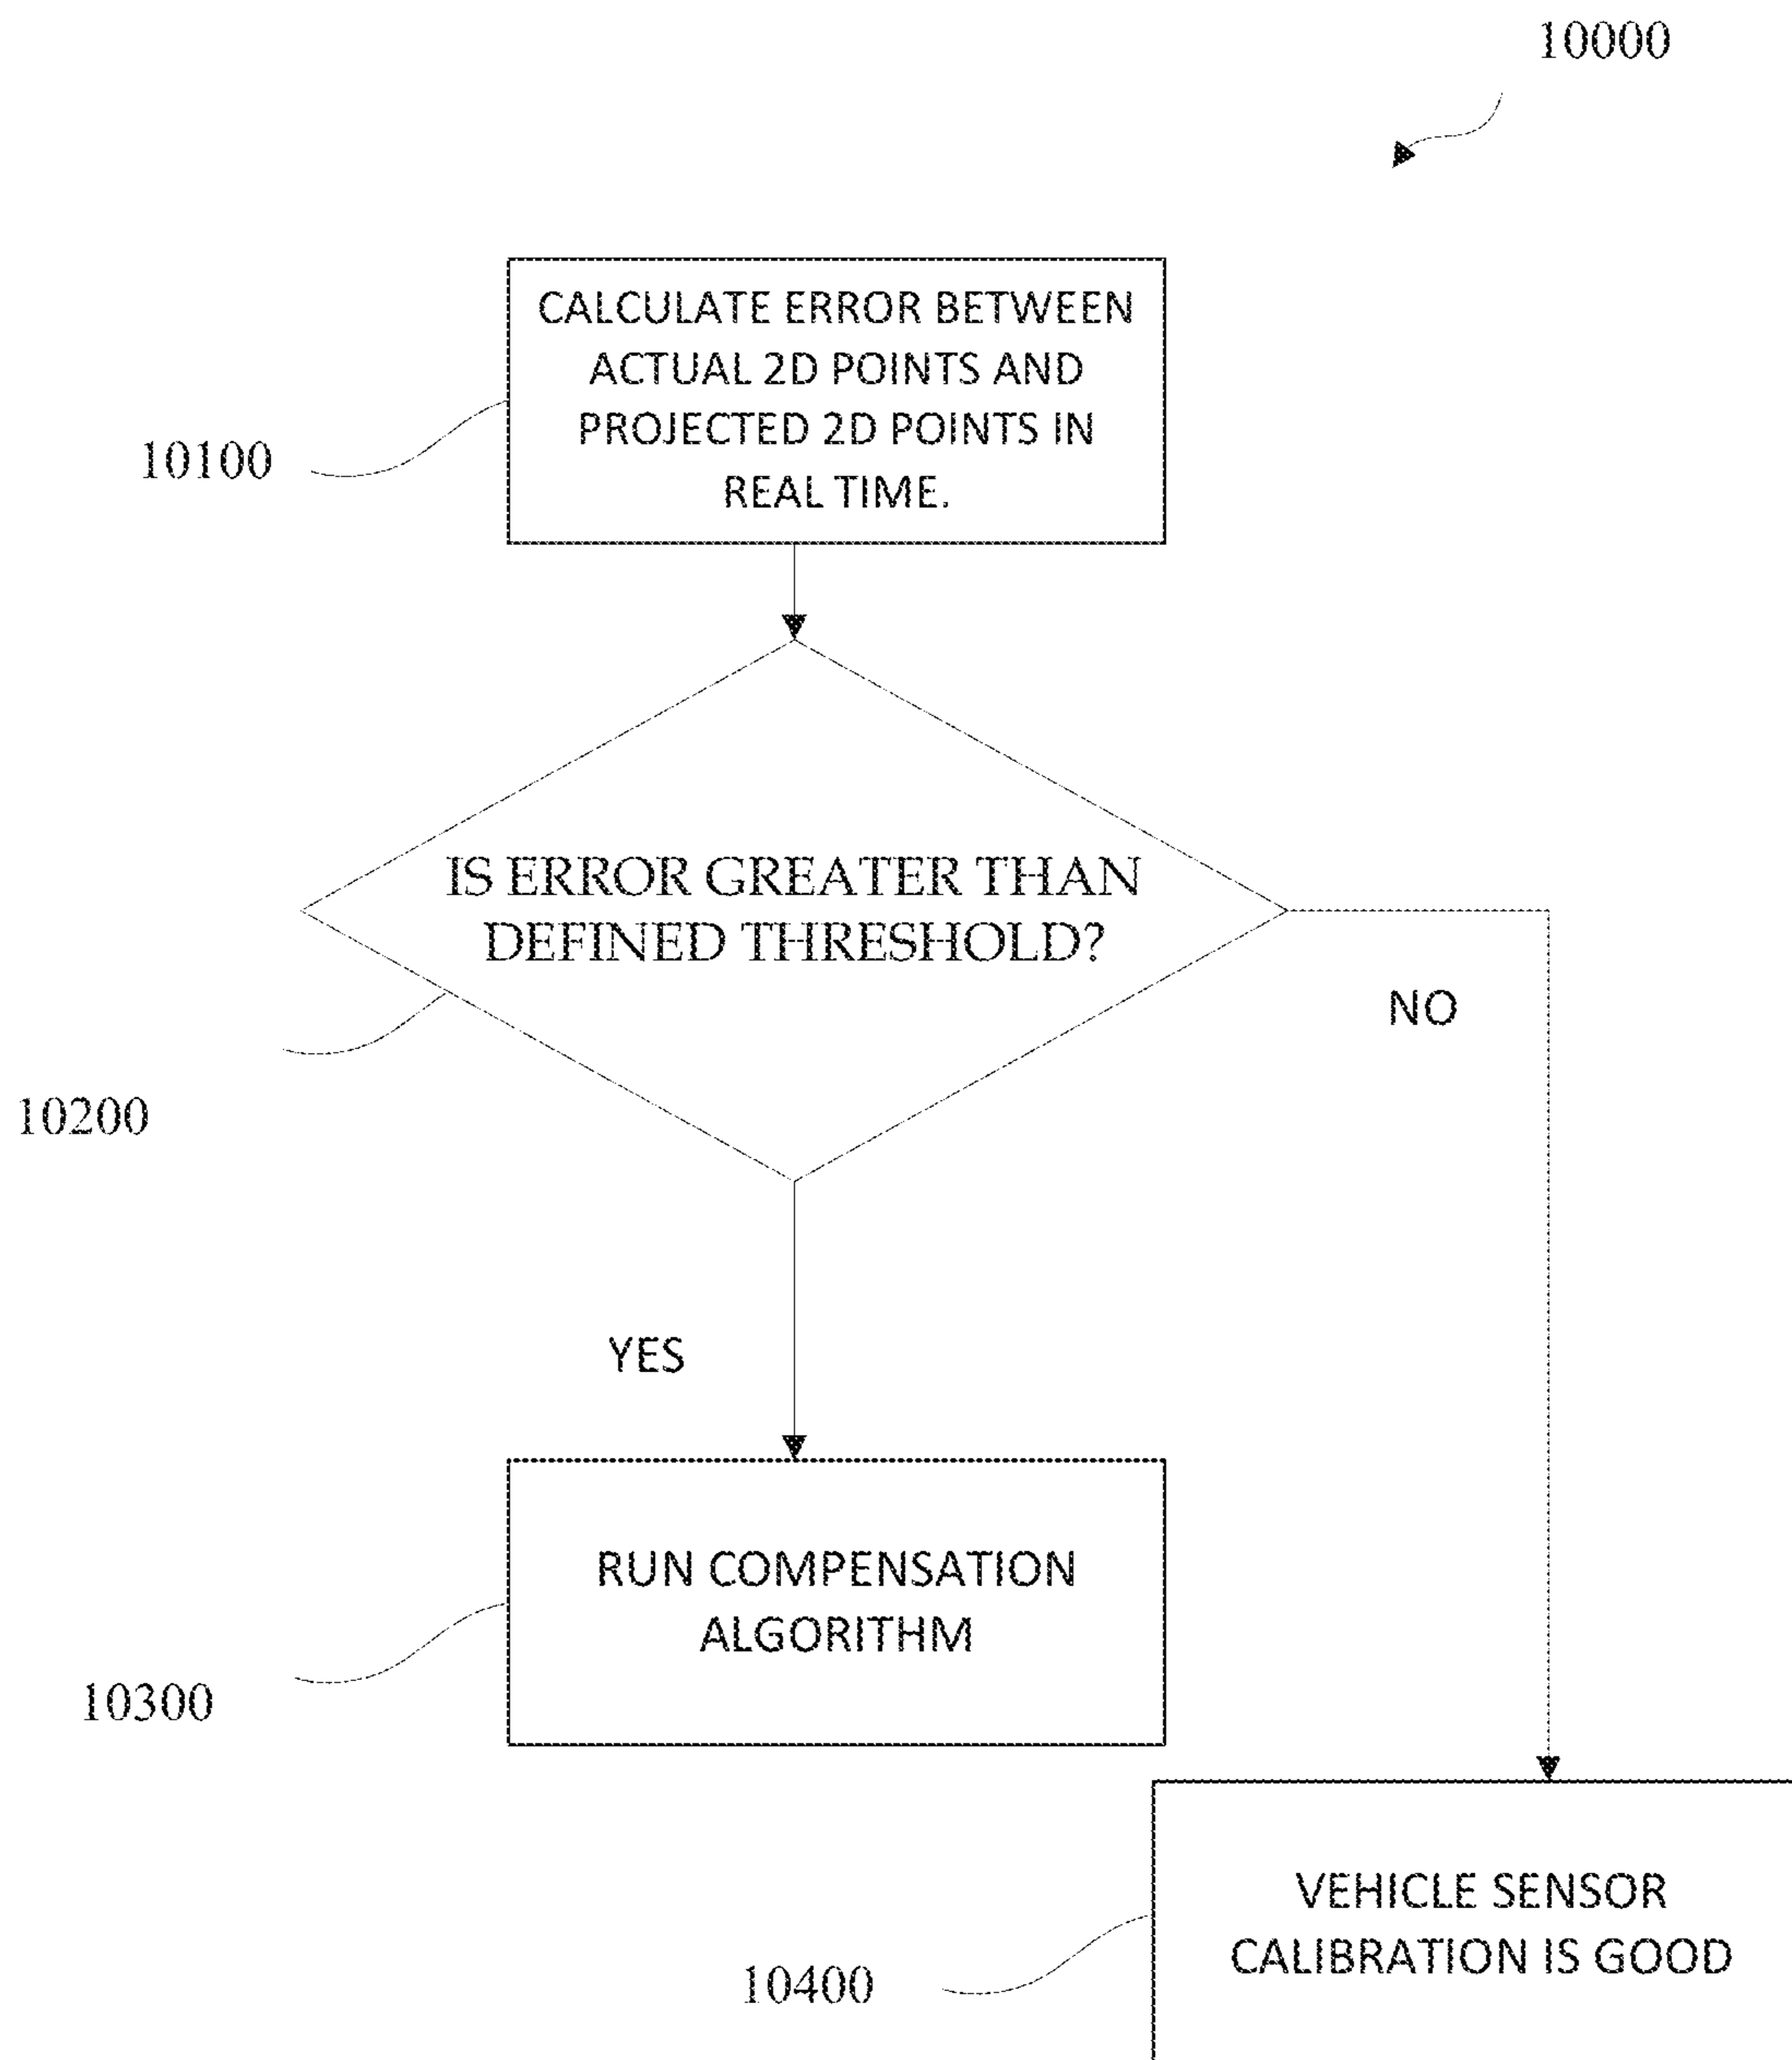 10000
CALCULATE ERROR BETWEEN
ACTUAL 2D POINTS AND
PROJECTED 2D POINTS IN
REAL TIME.
10100
IS ERROR GREATER THAN
DEFINED THRESHOLD?
NO
10200
YES
RUN COMPENSATION
ALGORITHM
10300
VEHICLE SENSOR
CALIBRATION IS GOOD
10400